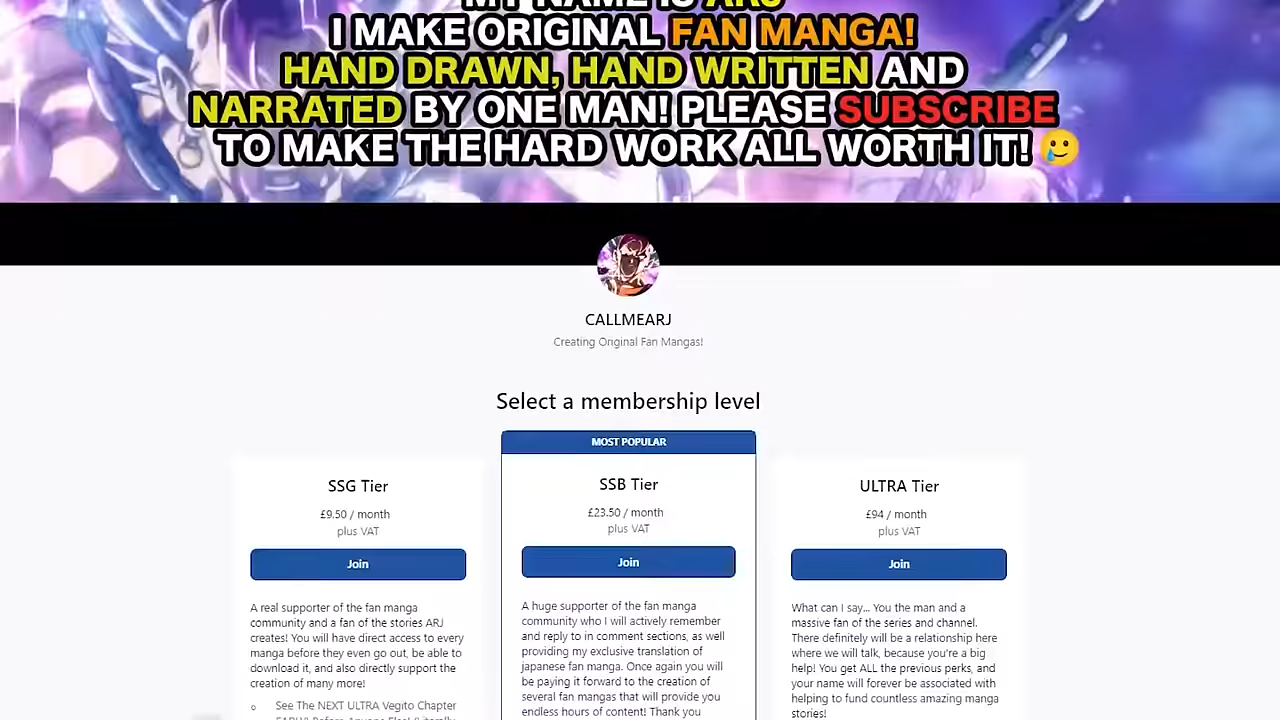 MY NAME IS ARJ
I MAKE ORIGINAL FAN MANGA!
HAND DRAWN, HAND WRITTEN AND
NARRATED BY ONE MAN! PLEASE SUBSCRIBE
TO MAKE THE HARD WORK ALL WORTH IT! 🥲
CALLMEARJ
Creating Original Fan Mangas!
Select a membership level
SSG Tier
£9.50 / month
plus VAT
Join
A real supporter of the fan manga
community and a fan of the stories ARJ
creates! You will have direct access to every
manga before they even go out, be able to
download it, and also directly support the
creation of many more!
See The NEXT ULTRA Vegito Chapter
EARLY! Before Anyone Else! (Literally
MOST POPULAR
SSB Tier
£23.50 / month
plus VAT
Join
A huge supporter of the fan manga
community who I will actively remember
and reply to in comment sections, as well
providing my exclusive translation of
japanese fan manga. Once again you will
be paying it forward to the creation of
several fan mangas that will provide you
endless hours of content! Thank you
ULTRA Tier
£94 / month
plus VAT
Join
What can I say... You the man and a
massive fan of the series and channel.
There definitely will be a relationship here
where we will talk, because you're a big
help! You get ALL the previous perks, and
your name will forever be associated with
helping to fund countless amazing manga
stories!